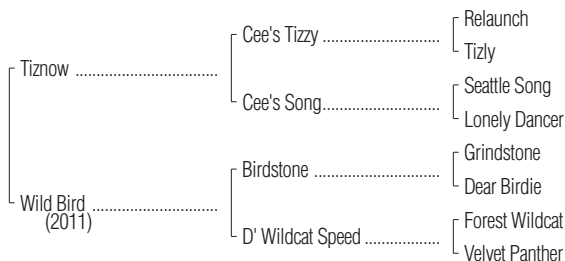 Relaunch
Cee's Tizzy ..............................
Tizly
Tiznow ....................................
Seattle Song
Cee's Song..............................
Lonely Dancer
Grindstone
Birdstone ................................
Dear Birdie
Wild Bird ................................
(2011)
Forest Wildcat
D' Wildcat Speed ...................
Velvet Panther